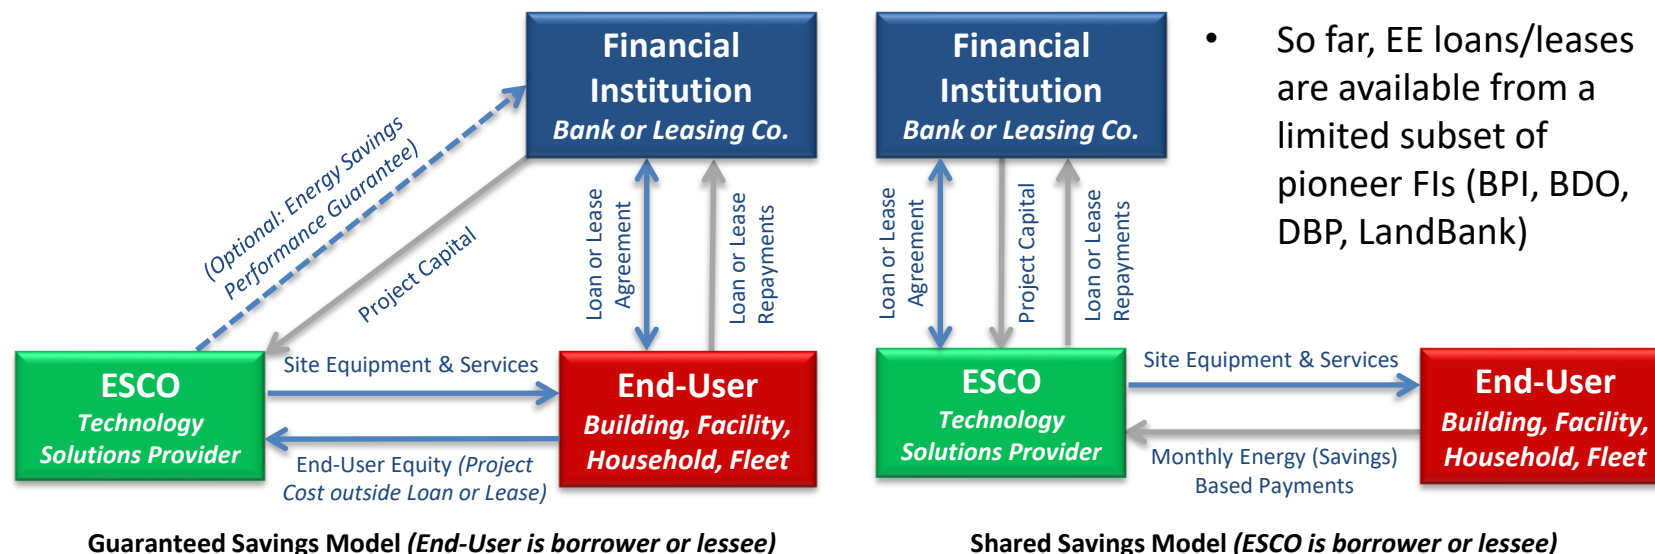 Financial
Institution
Bank or Leasing Co.
(Optional: Energy Savings
Performance Guarantee)
Project Capital
Loan or Lease
Agreement
Loan or Lease
Repayments
ESCO
Technology
Solutions Provider
Site Equipment & Services
End-User Equity (Project
Cost outside Loan or Lease)
End-User
Building, Facility,
Household, Fleet
Guaranteed Savings Model (End-User is borrower or lessee)
Financial
Institution
Bank or Leasing Co.
Loan or Lease
Agreement
Project Capital
Loan or Lease
Repayments
ESCO
Technology
Solutions Provider
Site Equipment & Services
Monthly Energy (Savings)
Based Payments
End-User
Building, Facility,
Household, Fleet
Shared Savings Model (ESCO is borrower or lessee)
• So far, EE loans/leases
are available from a
limited subset of
pioneer FIs (BPI, BDO,
DBP, LandBank)